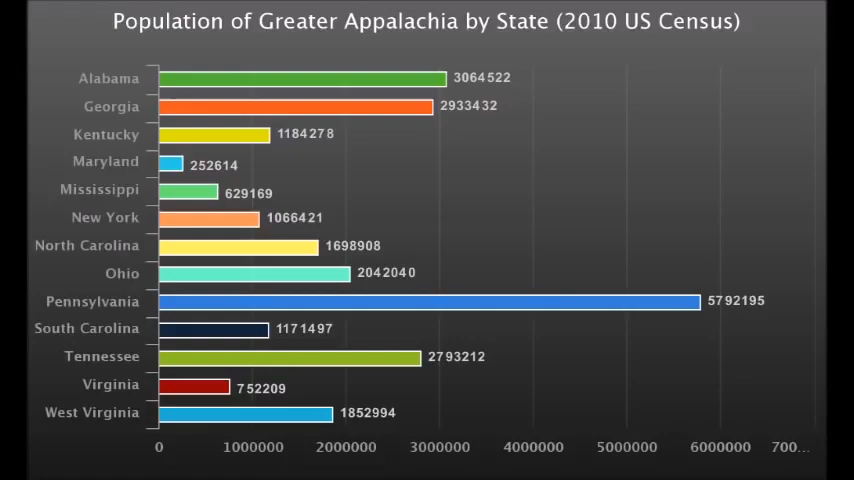 Population of Greater Appalachia by State (2010 US Census)
Alabama 3064522
Georgia 2933432
Kentucky 1184278
Maryland 252614
Mississippi 629169
New York 1066421
North Carolina 1698908
Ohio 2042040
Pennsylvania 5792195
South Carolina 1171497
Tennessee 2793212
Virginia 752209
West Virginia 1852994
0 1000000 2000000 3000000 4000000 5000000 6000000 700...